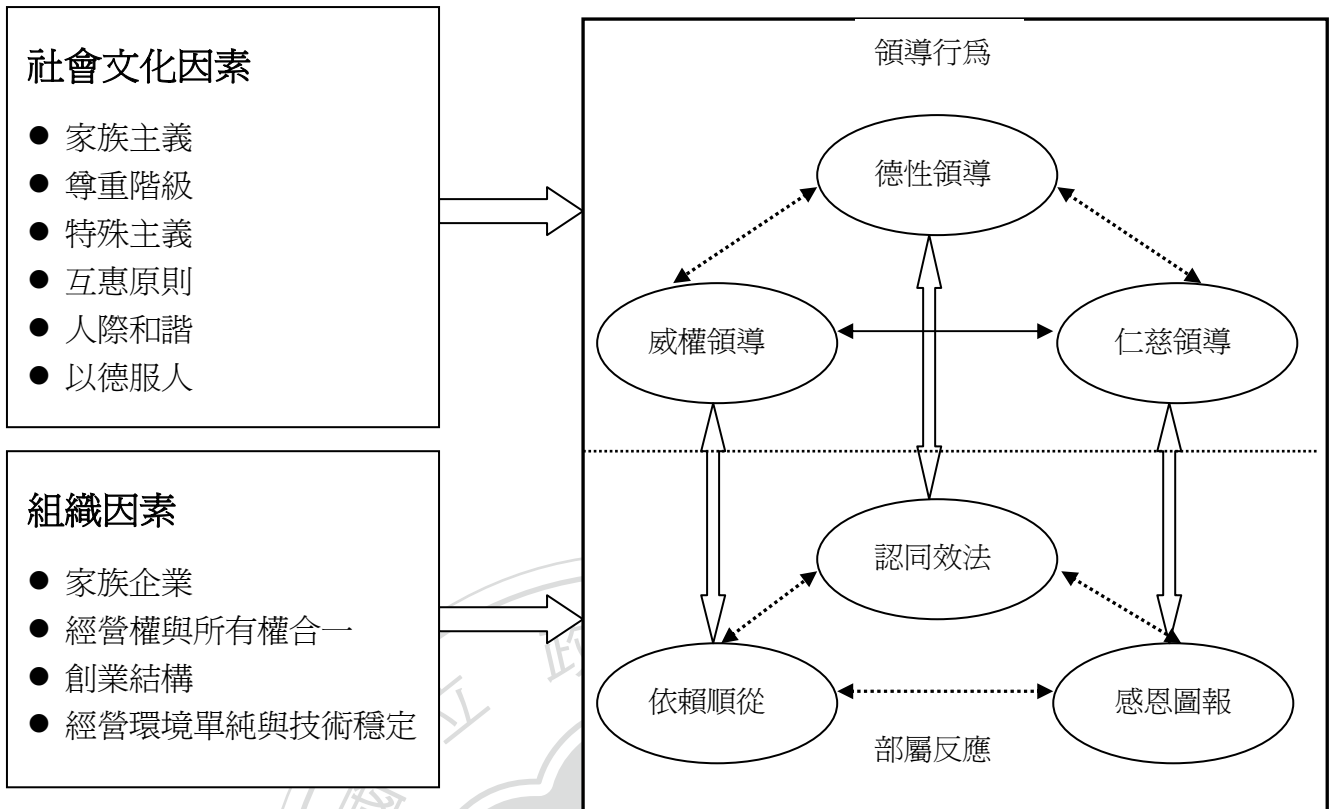 社會文化因素
● 家族主義
● 尊重階級
● 特殊主義
● 互惠原則
● 人際和諧
● 以德服人
組織因素
● 家族企業
● 經營權與所有權合一
● 創業結構
● 經營環境單純與技術穩定
領導行為
德性領導
威權領導
仁慈領導
認同效法
依賴順從
感恩圖報
部屬反應
立
政
國